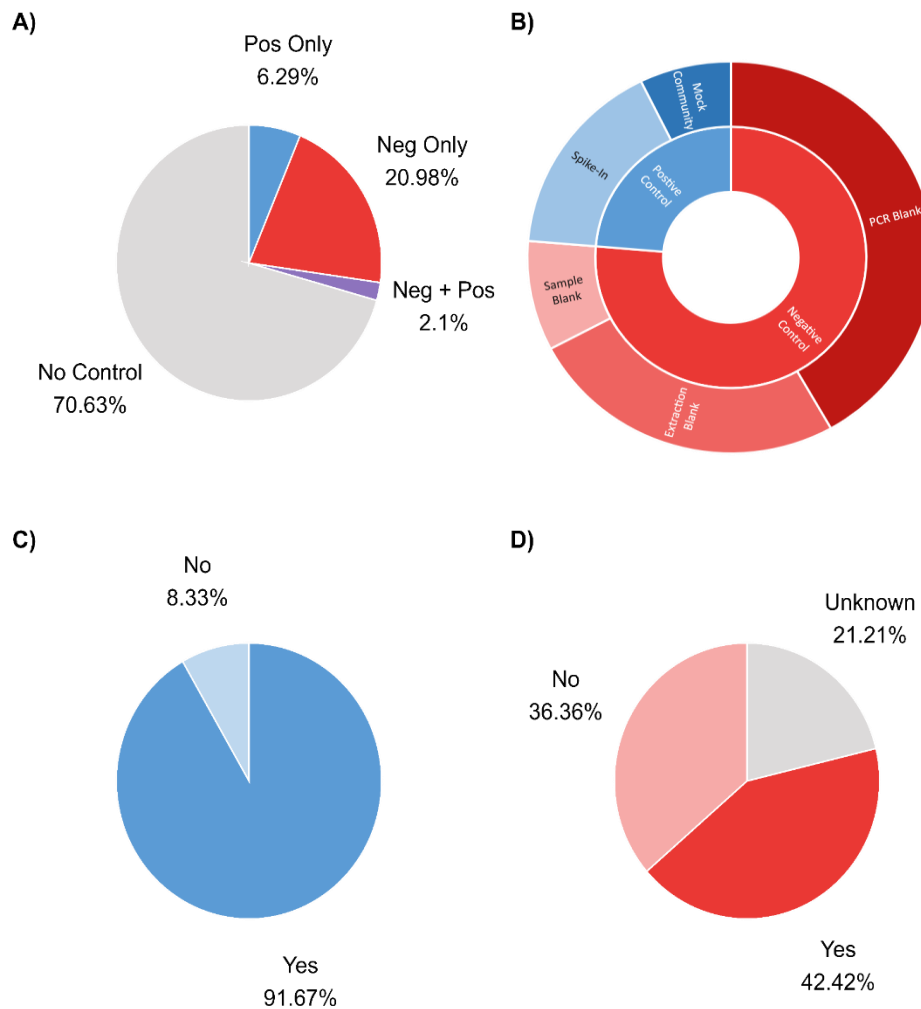 A)
Pos Only
6.29%
Neg Only
20.98%
Neg + Pos
2.1%
No Control
70.63%
B)
Mock
Community
Spike-In
Postive
Control
PCR Blank
Sample
Blank
Negative
Control
Extraction
Blank
C)
No
8.33%
Yes
91.67%
D)
Unknown
21.21%
No
36.36%
Yes
42.42%